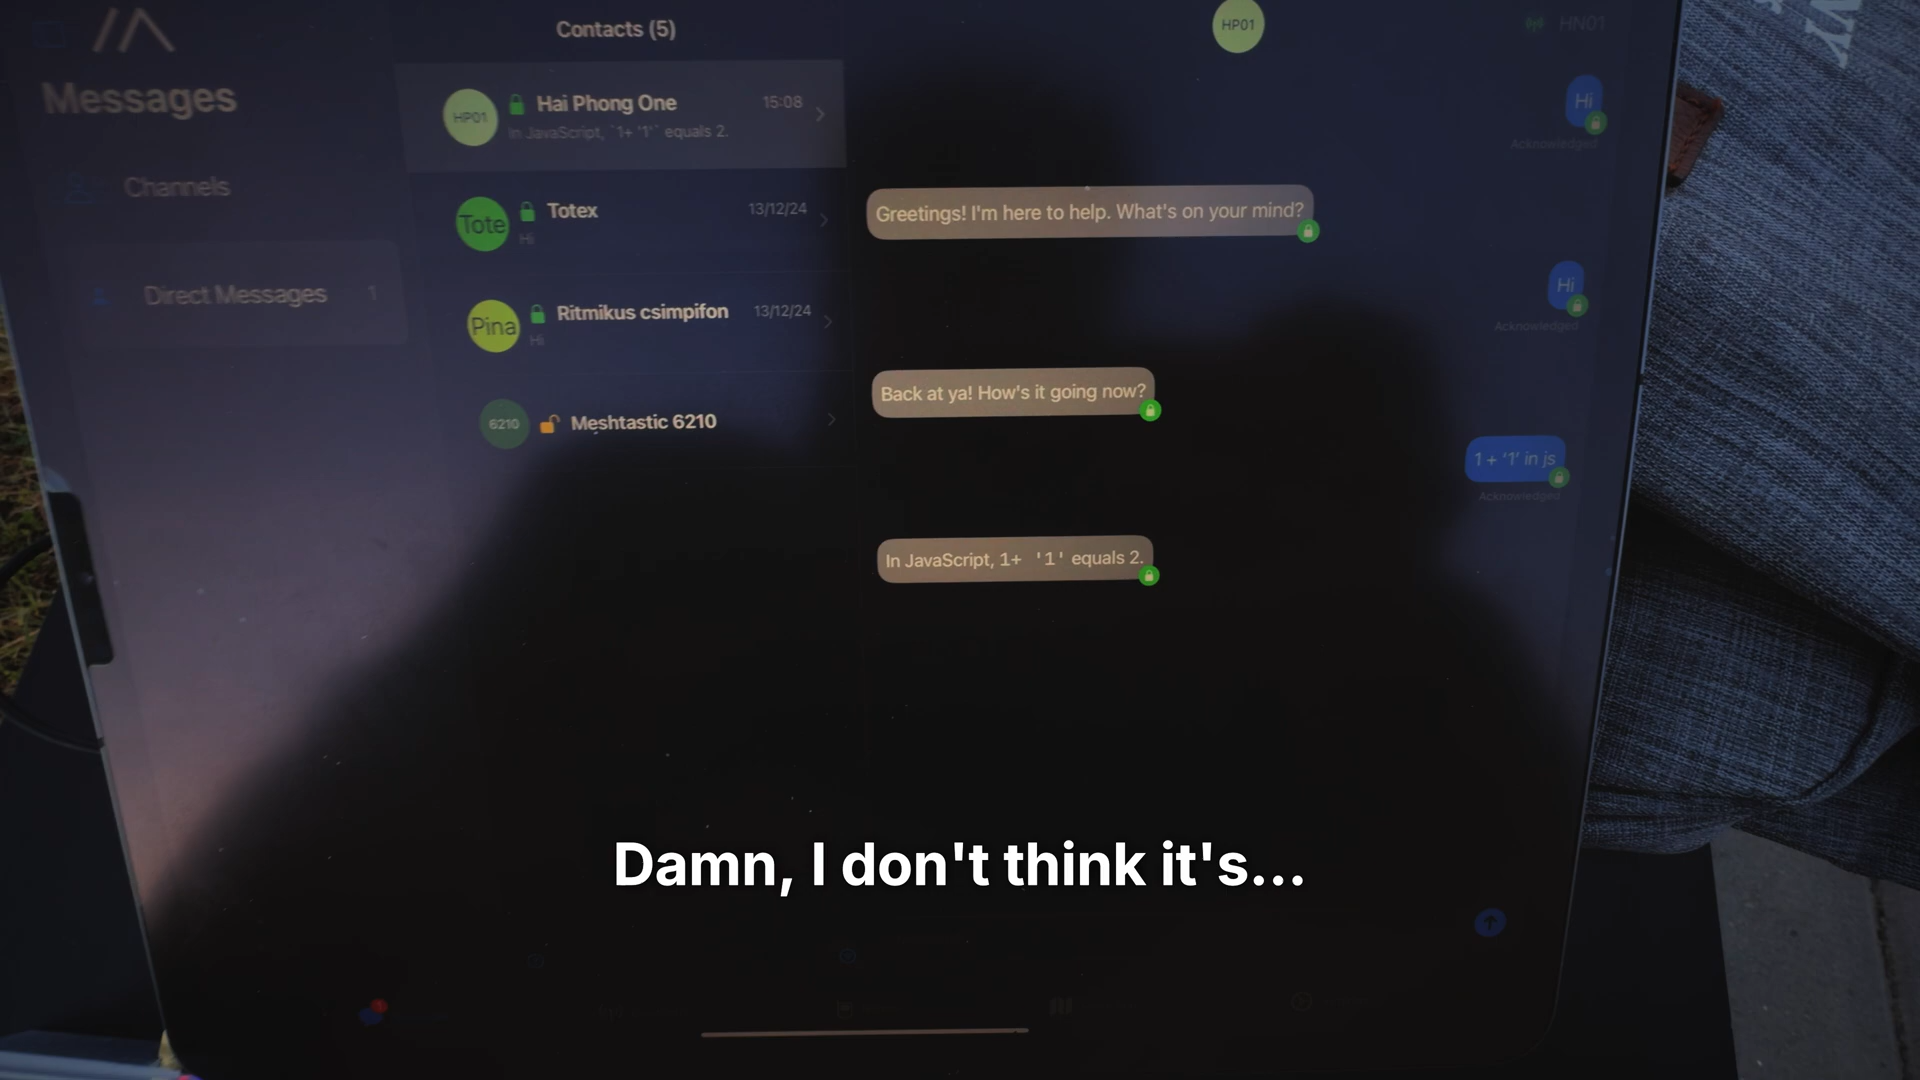 Messages
Channels
Direct Messages 1
Contacts (5)
HP01
Hai Phong One
15:08
In JavaScript, `1+ '1'` equals 2.
Tote
Totex
13/12/24
Hi
Pina
Ritmikus csimpifon
13/12/24
Hi
6210
Meshtastic 6210
HP01
HN01
Hi
Acknowledged
Greetings! I'm here to help. What's on your mind?
Hi
Acknowledged
Back at ya! How's it going now?
1 + ‘1’ in js
Acknowledged
In JavaScript, 1+ '1' equals 2.
Damn, I don't think it's...